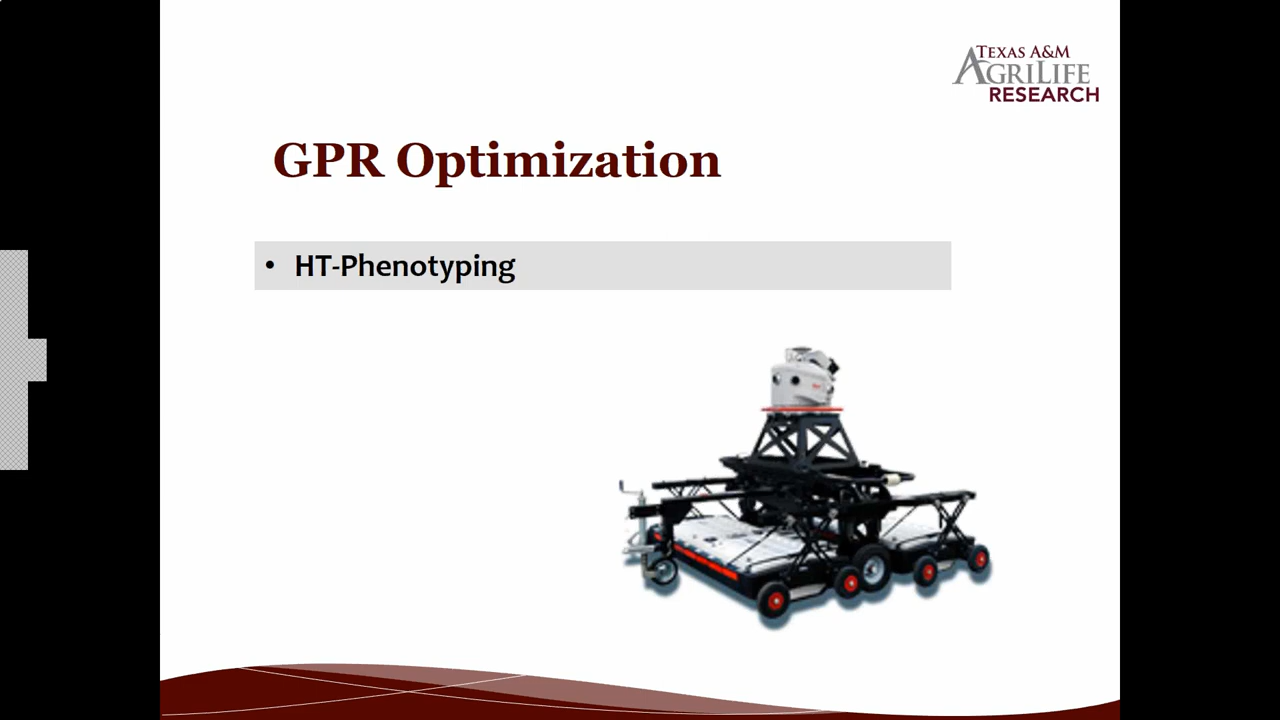 TEXAS A&M
AGRILIFE
RESEARCH
GPR Optimization
• HT-Phenotyping